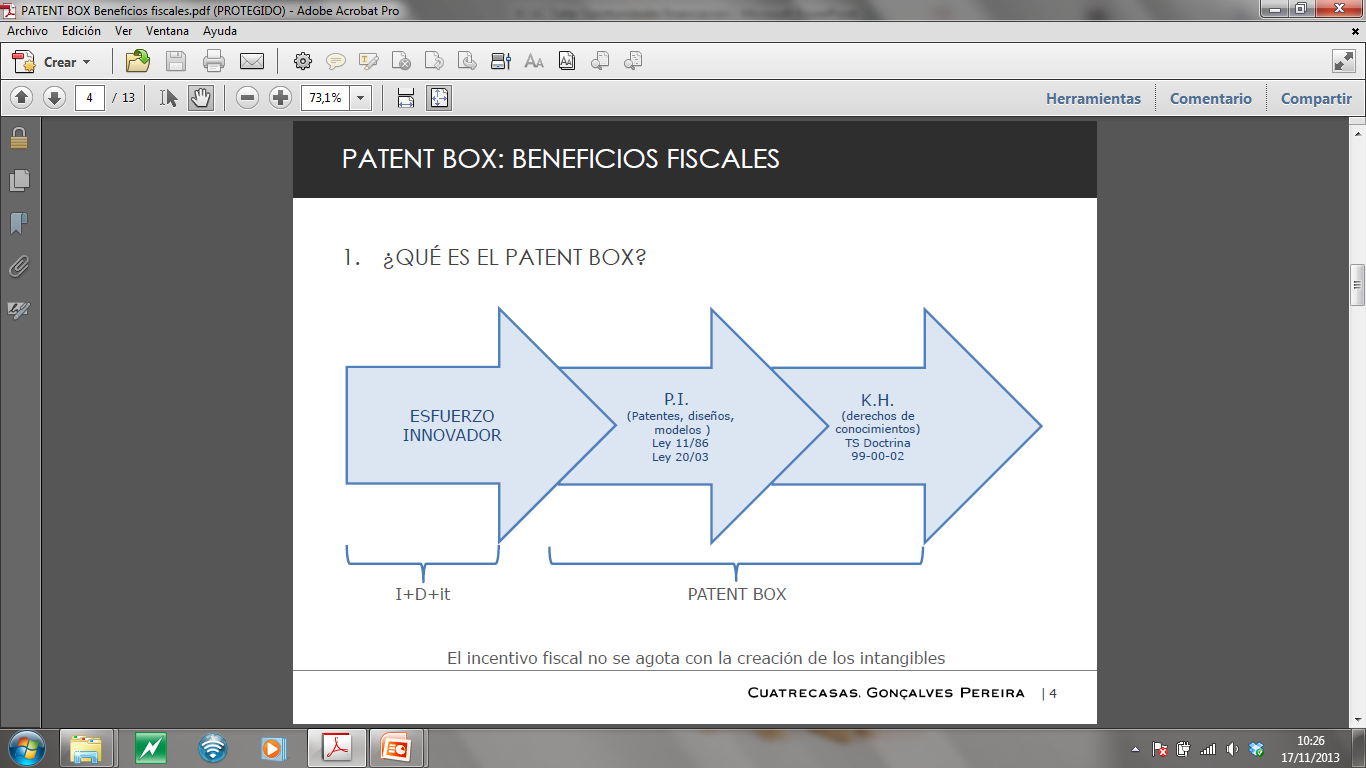 PATENT BOX Beneficios fiscales.pdf (PROTEGIDO) - Adobe Acrobat Pro
Archivo Edición Ver Ventana Ayuda
Crear
4 / 13 73,1% Herramientas Comentario Compartir
PATENT BOX: BENEFICIOS FISCALES
1. ¿QUÉ ES EL PATENT BOX?
ESFUERZO
INNOVADOR
P.I.
(Patentes, diseños,
modelos )
Ley 11/86
Ley 20/03
K.H.
(derechos de
conocimientos)
TS Doctrina
99-00-02
I+D+it
PATENT BOX
El incentivo fiscal no se agota con la creación de los intangibles
CUATRECASAS, GONÇALVES PEREIRA | 4
10:26
17/11/2013